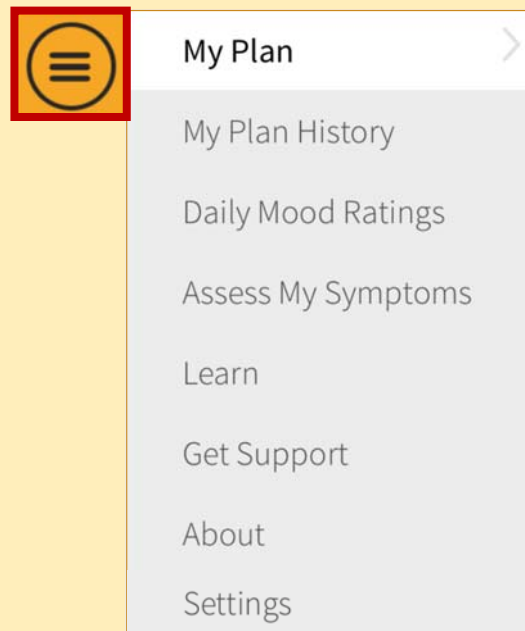 My Plan
My Plan History
Daily Mood Ratings
Assess My Symptoms
Learn
Get Support
About
Settings